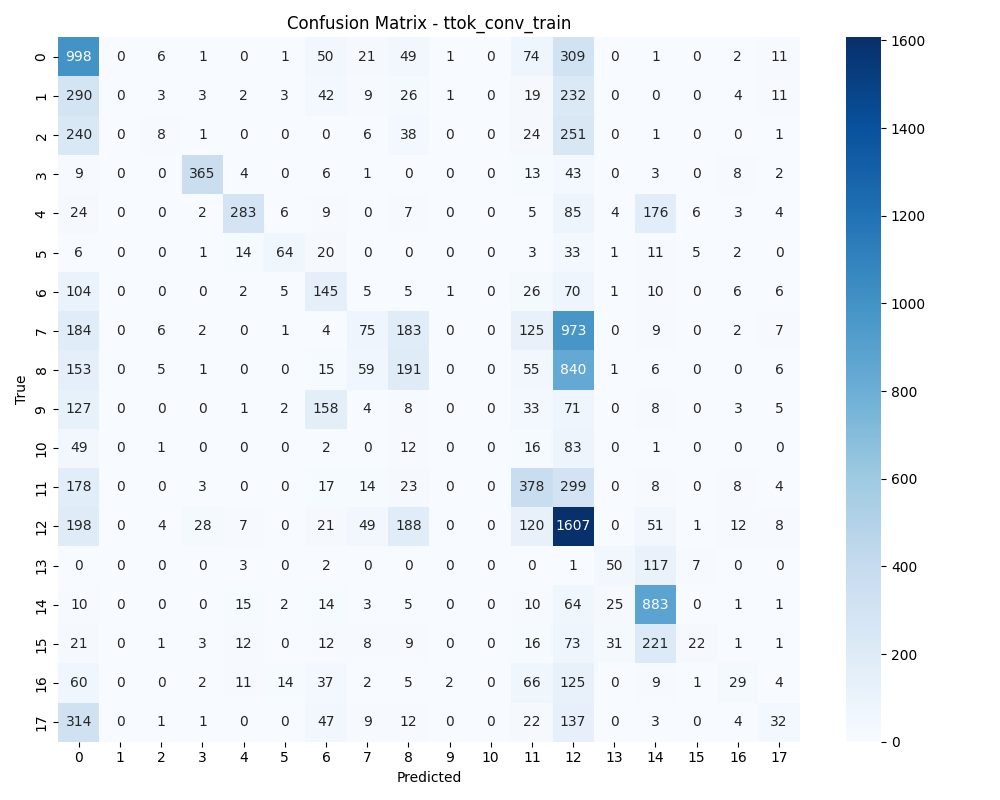 Confusion Matrix - ttok_conv_train
0 998 0 6 1 0 1 50 21 49 1 0 74 309 0 1 0 2 11
1 290 0 3 3 2 3 42 9 26 1 0 19 232 0 0 0 4 11
2 240 0 8 1 0 0 0 6 38 0 0 24 251 0 1 0 0 1
3 9 0 0 365 4 0 6 1 0 0 0 13 43 0 3 0 8 2
4 24 0 0 2 283 6 9 0 7 0 0 5 85 4 176 6 3 4
5 6 0 0 1 14 64 20 0 0 0 0 3 33 1 11 5 2 0
6 104 0 0 0 2 5 145 5 5 1 0 26 70 1 10 0 6 6
7 184 0 6 2 0 1 4 75 183 0 0 125 973 0 9 0 2 7
8 153 0 5 1 0 0 15 59 191 0 0 55 840 1 6 0 0 6
9 127 0 0 0 1 2 158 4 8 0 0 33 71 0 8 0 3 5
10 49 0 1 0 0 0 2 0 12 0 0 16 83 0 1 0 0 0
11 178 0 0 3 0 0 17 14 23 0 0 378 299 0 8 0 8 4
12 198 0 4 28 7 0 21 49 188 0 0 120 1607 0 51 1 12 8
13 0 0 0 0 3 0 2 0 0 0 0 0 1 50 117 7 0 0
14 10 0 0 0 15 2 14 3 5 0 0 10 64 25 883 0 1 1
15 21 0 1 3 12 0 12 8 9 0 0 16 73 31 221 22 1 1
16 60 0 0 2 11 14 37 2 5 2 0 66 125 0 9 1 29 4
17 314 0 1 1 0 0 47 9 12 0 0 22 137 0 3 0 4 32
0 1 2 3 4 5 6 7 8 9 10 11 12 13 14 15 16 17
Predicted
True
1600
1400
1200
1000
800
600
400
200
0